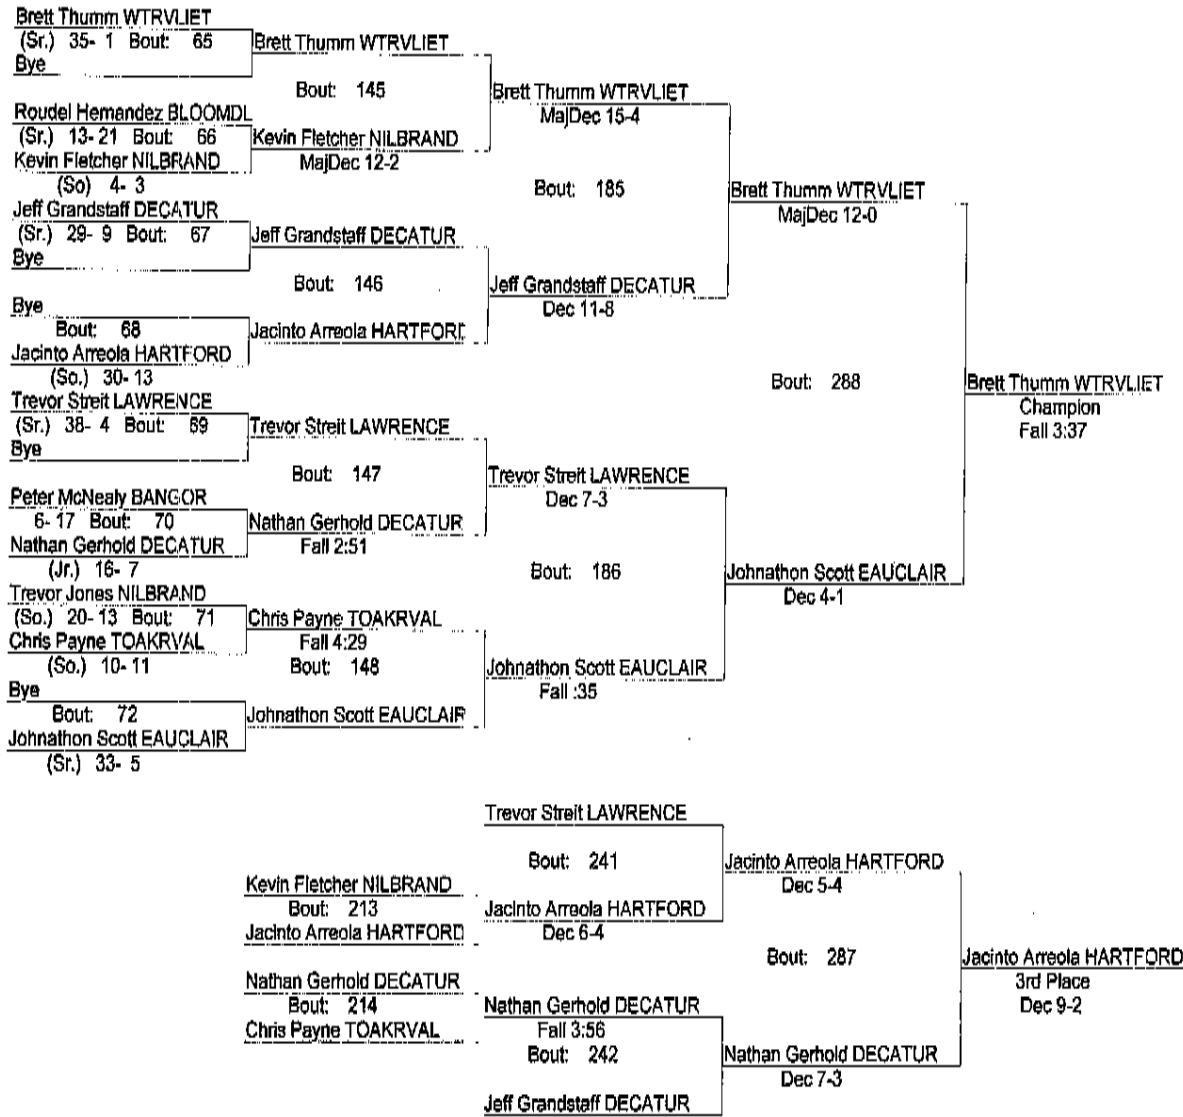 Brett Thumm WTRVLIET
(Sr.) 35- 1 Bout: 65
Bye
Roudel Hernandez BLOOMDL
(Sr.) 13- 21 Bout: 66
Kevin Fletcher NILBRAND
(So) 4- 3
Jeff Grandstaff DECATUR
(Sr.) 29- 9 Bout: 67
Bye
Bye
Bout: 68
Jacinto Arreola HARTFORD
(So.) 30- 13
Trevor Streit LAWRENCE
(Sr.) 38- 4 Bout: 69
Bye
Peter McNealy BANGOR
6- 17 Bout: 70
Nathan Gerhold DECATUR
(Jr.) 16- 7
Trevor Jones NILBRAND
(So.) 20- 13 Bout: 71
Chris Payne TOAKRVAL
(So.) 10- 11
Bye
Bout: 72
Johnathon Scott EAUCLAIR
(Sr.) 33- 5
Brett Thumm WTRVLIET
Bout: 145
Kevin Fletcher NILBRAND
MajDec 12-2
Jeff Grandstaff DECATUR
Bout: 146
Jacinto Arreola HARTFORD
Trevor Streit LAWRENCE
Bout: 147
Nathan Gerhold DECATUR
Fall 2:51
Chris Payne TOAKRVAL
Fall 4:29
Bout: 148
Johnathon Scott EAUCLAIR
Brett Thumm WTRVLIET
MajDec 15-4
Bout: 185
Jeff Grandstaff DECATUR
Dec 11-8
Trevor Streit LAWRENCE
Dec 7-3
Bout: 186
Johnathon Scott EAUCLAIR
Fall :35
Brett Thumm WTRVLIET
MajDec 12-0
Bout: 288
Johnathon Scott EAUCLAIR
Dec 4-1
Brett Thumm WTRVLIET
Champion
Fall 3:37
Kevin Fletcher NILBRAND
Bout: 213
Jacinto Arreola HARTFORD
Nathan Gerhold DECATUR
Bout: 214
Chris Payne TOAKRVAL
Trevor Streit LAWRENCE
Bout: 241
Jacinto Arreola HARTFORD
Dec 6-4
Nathan Gerhold DECATUR
Fall 3:56
Bout: 242
Jeff Grandstaff DECATUR
Jacinto Arreola HARTFORD
Dec 5-4
Bout: 287
Nathan Gerhold DECATUR
Dec 7-3
Jacinto Arreola HARTFORD
3rd Place
Dec 9-2